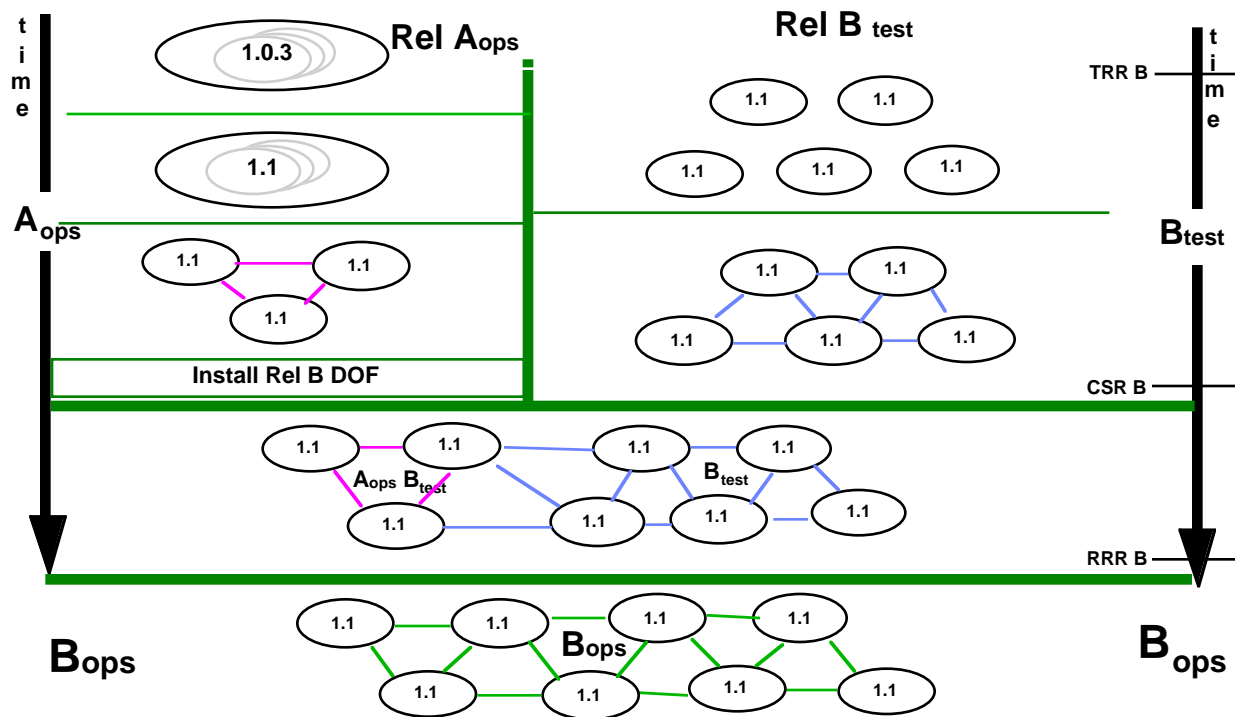 time
Rel Aops
Rel B test
time
1.0.3
TRR B
1.1 1.1
1.1
1.1 1.1 1.1
Aops
Btest
1.1 1.1
1.1
1.1 1.1
1.1 1.1 1.1
Install Rel B DOF
CSR B
1.1 1.1 1.1 1.1
Aops Btest
Btest
1.1 1.1 1.1 1.1
RRR B
1.1 1.1 1.1 1.1
Bops
Bops
Bops
1.1 1.1 1.1 1.1